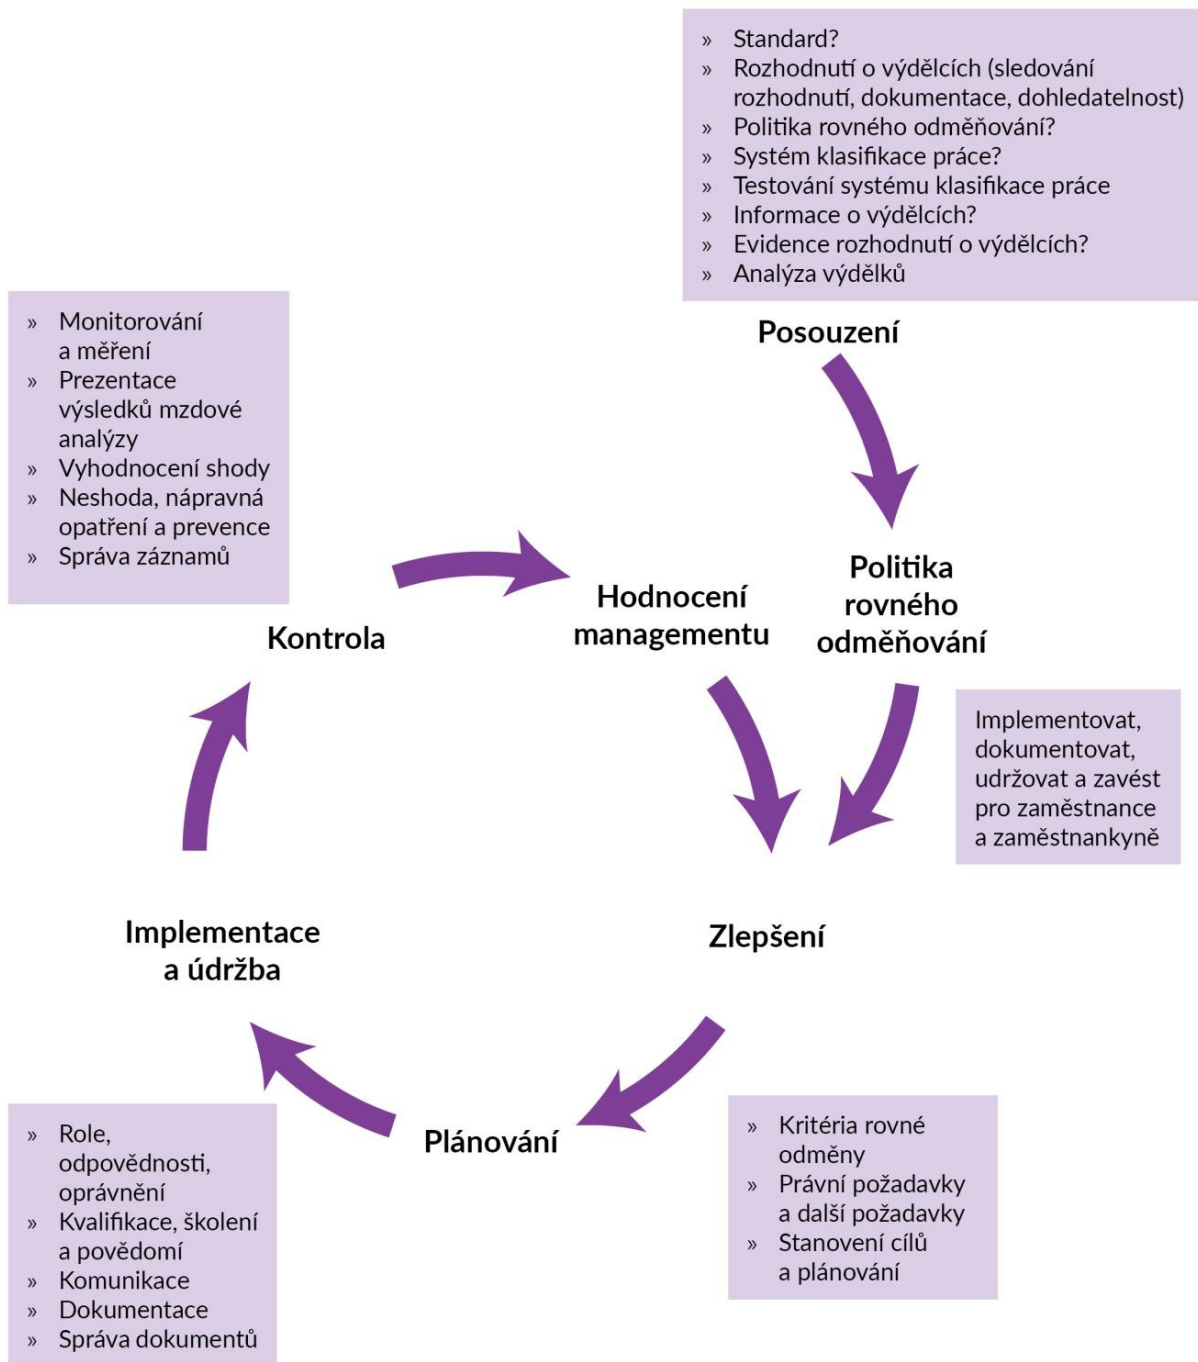 » Standard?
» Rozhodnutí o výdělcích (sledování
rozhodnutí, dokumentace, dohledatelnost)
» Politika rovného odměňování?
» Systém klasifikace práce?
» Testování systému klasifikace práce
» Informace o výdělcích?
» Evidence rozhodnutí o výdělcích?
» Analýza výdělků
Posouzení
» Monitorování
a měření
» Prezentace
výsledků mzdové
analýzy
» Vyhodnocení shody
» Neshoda, nápravná
opatření a prevence
» Správa záznamů
Kontrola
Hodnocení
managementu
Politika
rovného
odměňování
Implementovat,
dokumentovat,
udržovat a zavést
pro zaměstnance
a zaměstnankyně
Implementace
a údržba
Zlepšení
Plánování
» Role,
odpovědnosti,
oprávnění
» Kvalifikace, školení
a povědomí
» Komunikace
» Dokumentace
» Správa dokumentů
» Kritéria rovné
odměny
» Právní požadavky
a další požadavky
» Stanovení cílů
a plánování